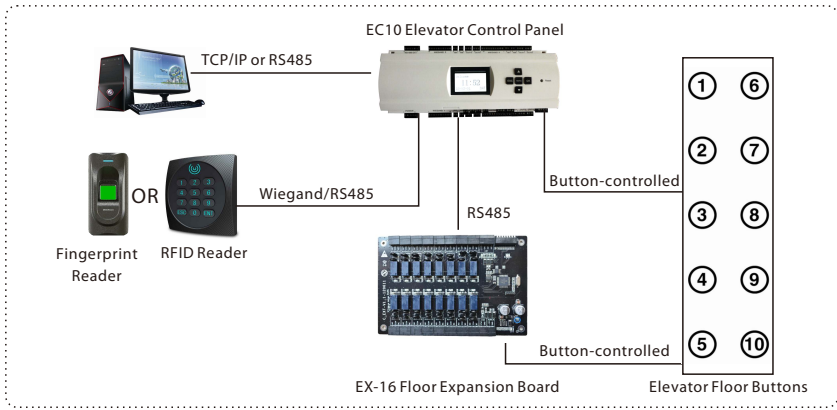 EC10 Elevator Control Panel
TCP/IP or RS485
1 6
2 7
Button-controlled
OR
Wiegand/RS485
3 8
RS485
Fingerprint
Reader
RFID Reader
4 9
Button-controlled
5 10
EX-16 Floor Expansion Board
Elevator Floor Buttons